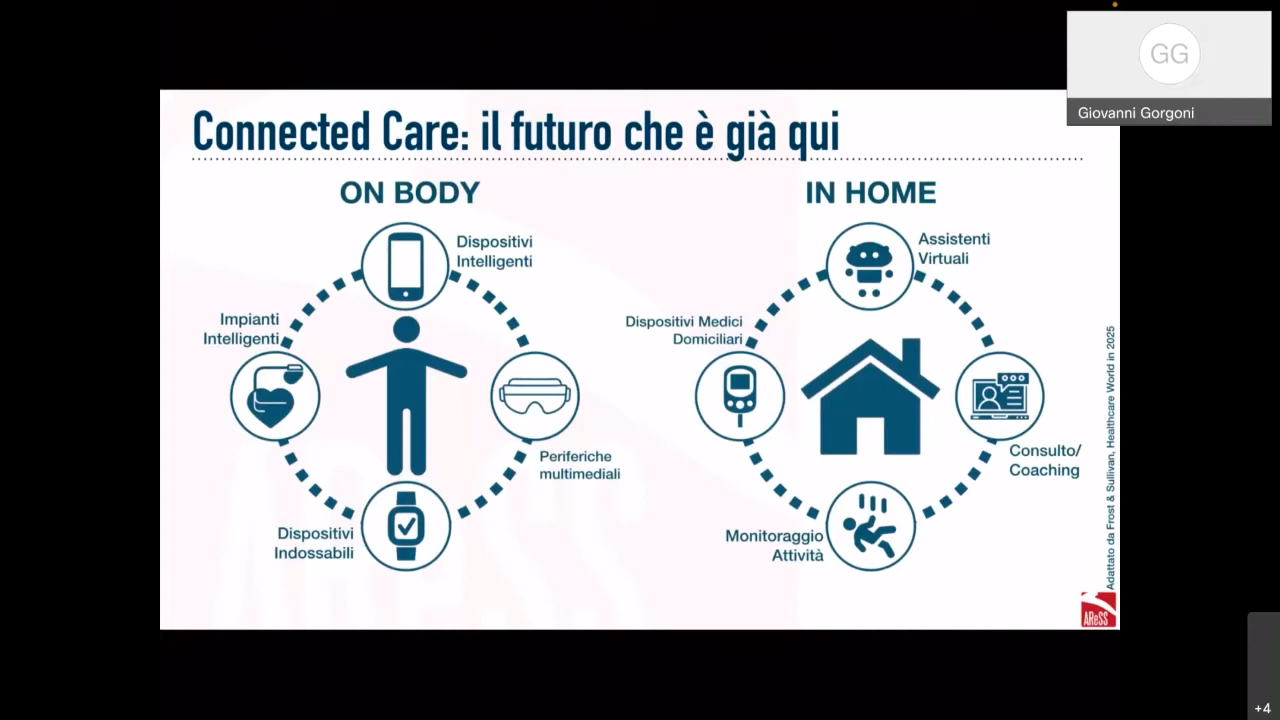 GG
Giovanni Gorgoni
Connected Care: il futuro che è già qui
ON BODY
Dispositivi
Intelligenti
Impianti
Intelligenti
Periferiche
multimediali
Dispositivi
Indossabili
IN HOME
Assistenti
Virtuali
Dispositivi Medici
Domiciliari
Consulto/
Coaching
Monitoraggio
Attività
Adattato da Frost & Sullivan, Healthcare World in 2025
AReSS
AReSS
+4